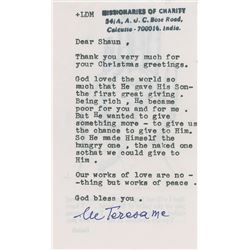 +LDM
MISSIONARIES OF CHARITY
54/A, A. J. C. Bose Road,
Calcutta - 700016. India.
Dear Shaun ,
Thank you very much for
your Christmas greetings.
God loved the world so
much that He gave His Son-
the first great giving .
Being rich , He became
poor for you and for me .
But He wanted to give
something more - to give us
the chance to give to Him.
So He made Himself the
hungry one , the naked one
sothat we could give to
Him .
Our works of love are no-
-thing but works of peace .
God bless you .
lle Teresa mc